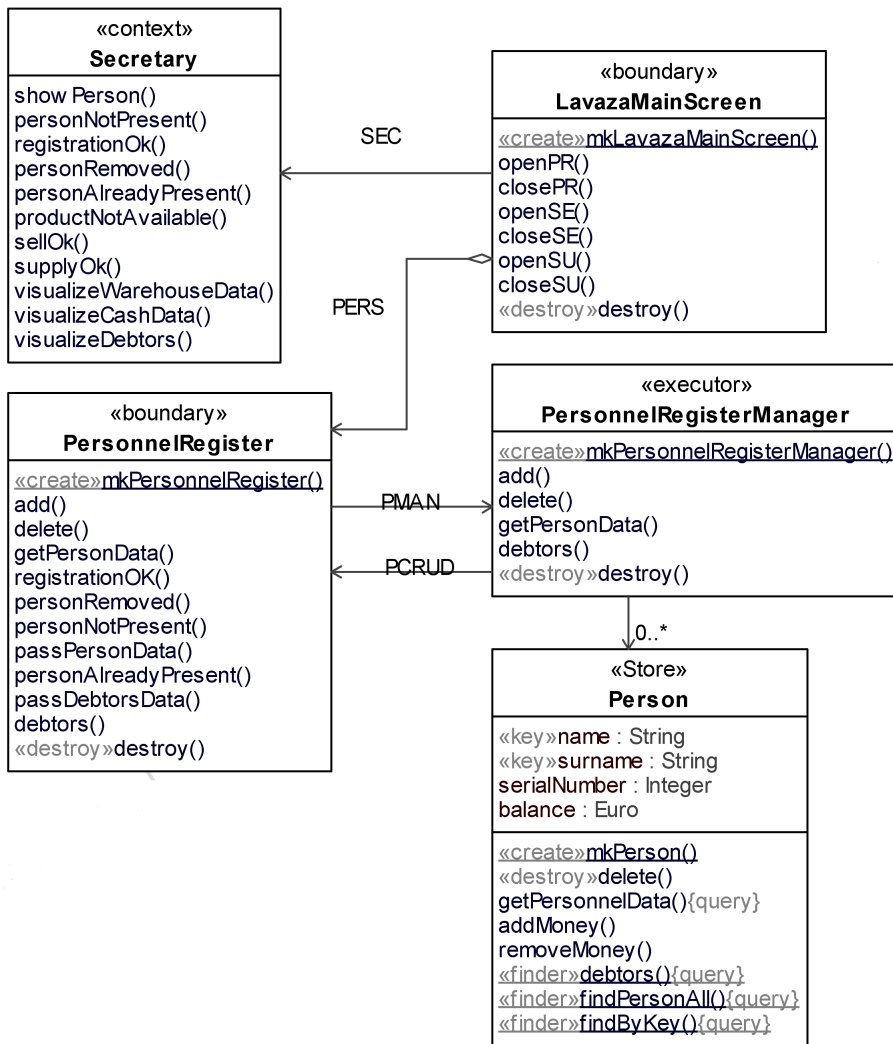 «context»
Secretary
show Person()
personNotPresent()
registrationOk()
personRemoved()
personAlreadyPresent()
productNotAvailable()
sellOk()
supplyOk()
visualizeWarehouseData()
visualizeCashData()
visualizeDebtors()
SEC
«boundary»
LavazaMainScreen
«create»mkLavazaMainScreen()
openPR()
closePR()
openSE()
closeSE()
openSU()
closeSU()
«destroy»destroy()
PERS
«boundary»
PersonnelRegister
«create»mkPersonnelRegister()
add()
delete()
getPersonData()
registrationOK()
personRemoved()
personNotPresent()
passPersonData()
personAlreadyPresent()
passDebtorsData()
debtors()
«destroy»destroy()
PMAN
PCRUD
«executor»
PersonnelRegisterManager
«create»mkPersonnelRegisterManager()
add()
delete()
getPersonData()
debtors()
«destroy»destroy()
0..*
«Store»
Person
«key»name : String
«key»surname : String
serialNumber : Integer
balance : Euro
«create»mkPerson()
«destroy»delete()
getPersonnelData(){query}
addMoney()
removeMoney()
«finder»debtors(){query}
«finder»findPersonAll(){query}
«finder»findByKey(){query}